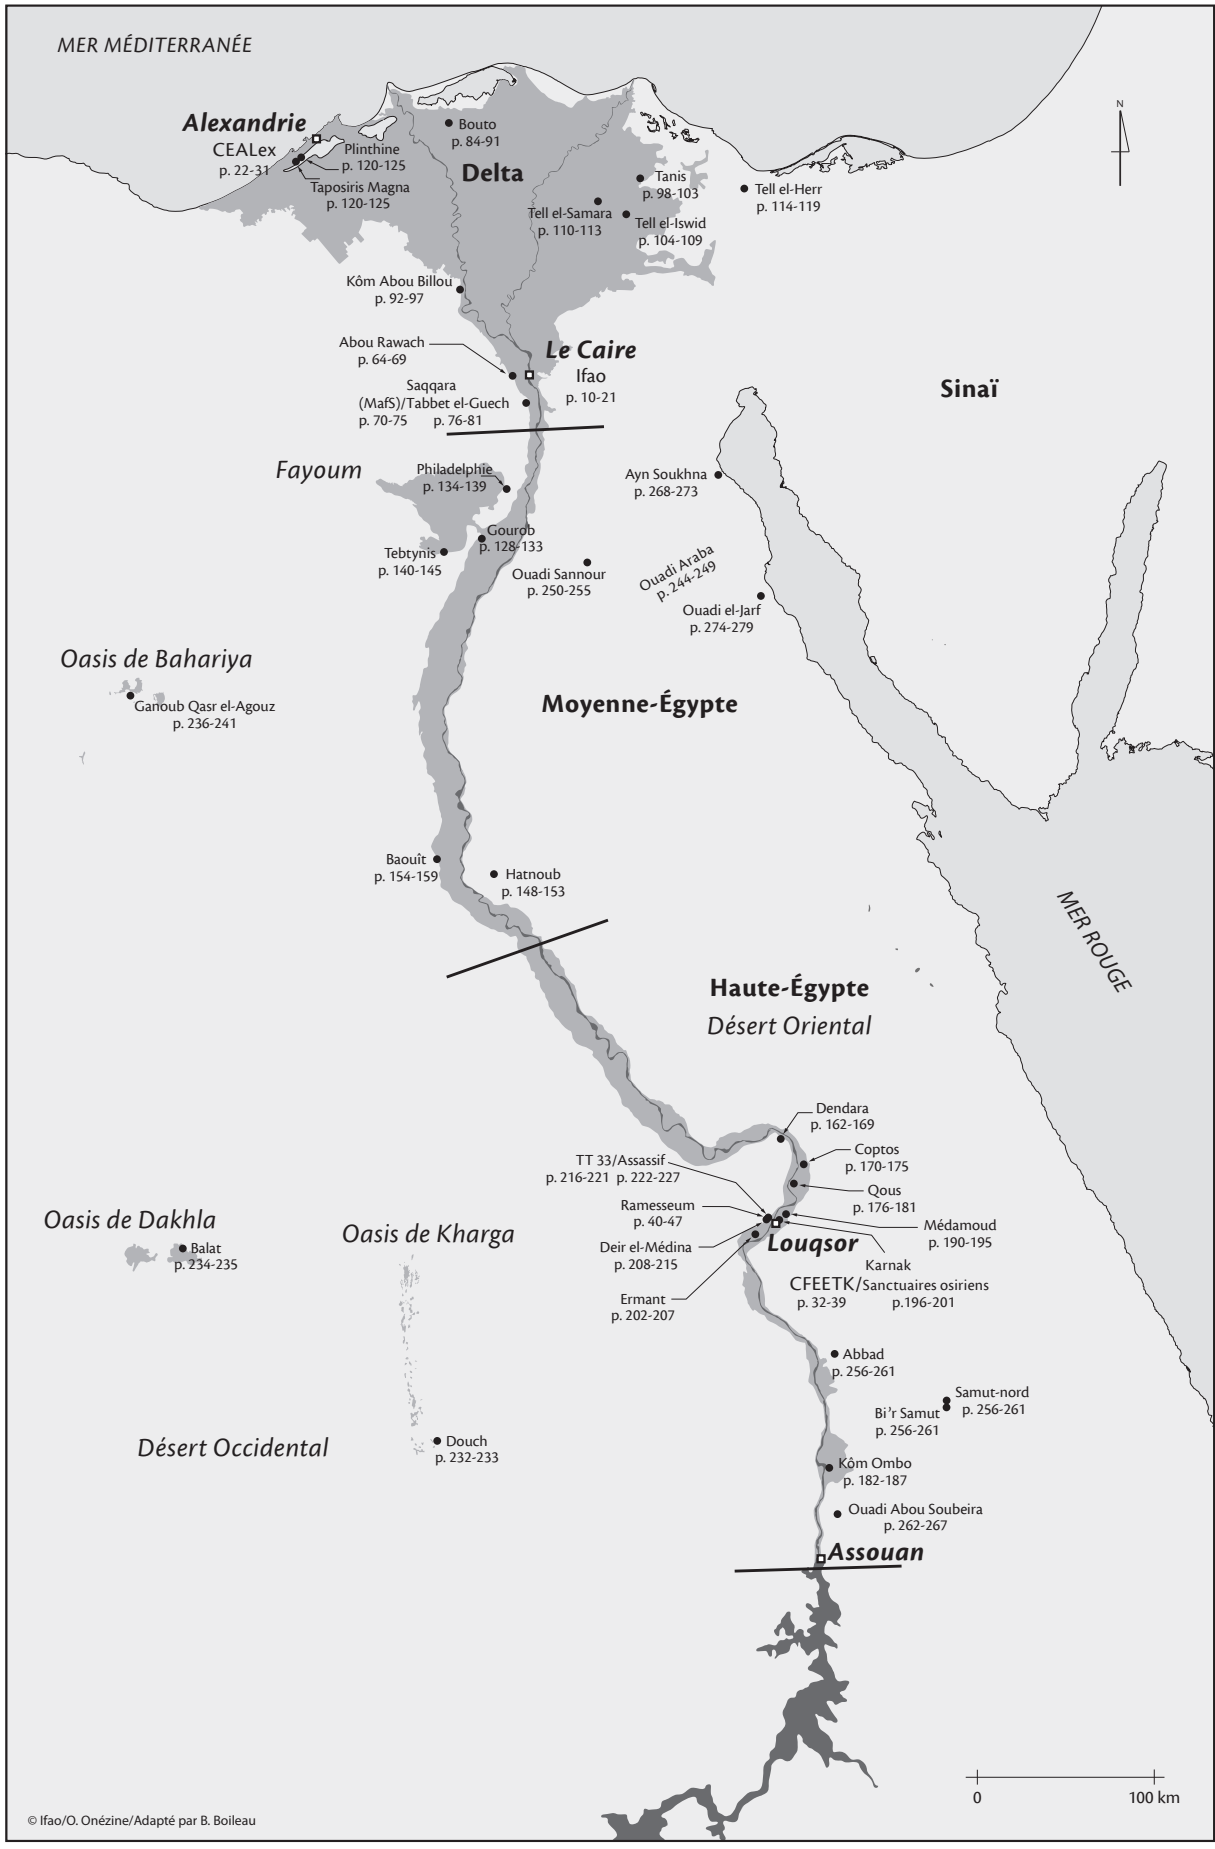 MER MÉDITERRANÉE
N
Alexandrie
CEALex
p. 22-31
Plinthine
p. 120-125
Taposiris Magna
p. 120-125
Bouto
p. 84-91
Delta
Tanis
p. 98-103
Tell el-Samara
p. 110-113
Tell el-Iswid
p. 104-109
Tell el-Herr
p. 114-119
Kôm Abou Billou
p. 92-97
Abou Rawach
p. 64-69
Le Caire
Ifao
p. 10-21
Saqqara
(MafS)/Tabbet el-Guech
p. 70-75 p. 76-81
Sinaï
Fayoum
Philadelphie
p. 134-139
Ayn Soukhna
p. 268-273
Gourob
p. 128-133
Tebtynis
p. 140-145
Ouadi Sannour
p. 250-255
Ouadi Araba
p. 244-249
Ouadi el-Jarf
p. 274-279
Oasis de Bahariya
Ganoub Qasr el-Agouz
p. 236-241
Moyenne-Égypte
Baouît
p. 154-159
Hatnoub
p. 148-153
MER ROUGE
Haute-Égypte
Désert Oriental
Dendara
p. 162-169
Coptos
p. 170-175
TT 33/Assassif
p. 216-221 p. 222-227
Qous
p. 176-181
Ramesseum
p. 40-47
Médamoud
p. 190-195
Oasis de Dakhla
Balat
p. 234-235
Oasis de Kharga
Deir el-Médina
p. 208-215
Louqsor
Karnak
CFEETK/Sanctuaires osiriens
p. 32-39 p.196-201
Ermant
p. 202-207
Abbad
p. 256-261
Samut-nord
p. 256-261
Bi’r Samut
p. 256-261
Désert Occidental
Douch
p. 232-233
Kôm Ombo
p. 182-187
Ouadi Abou Soubeira
p. 262-267
Assouan
0 100 km
© Ifao/O. Onézine/Adapté par B. Boileau